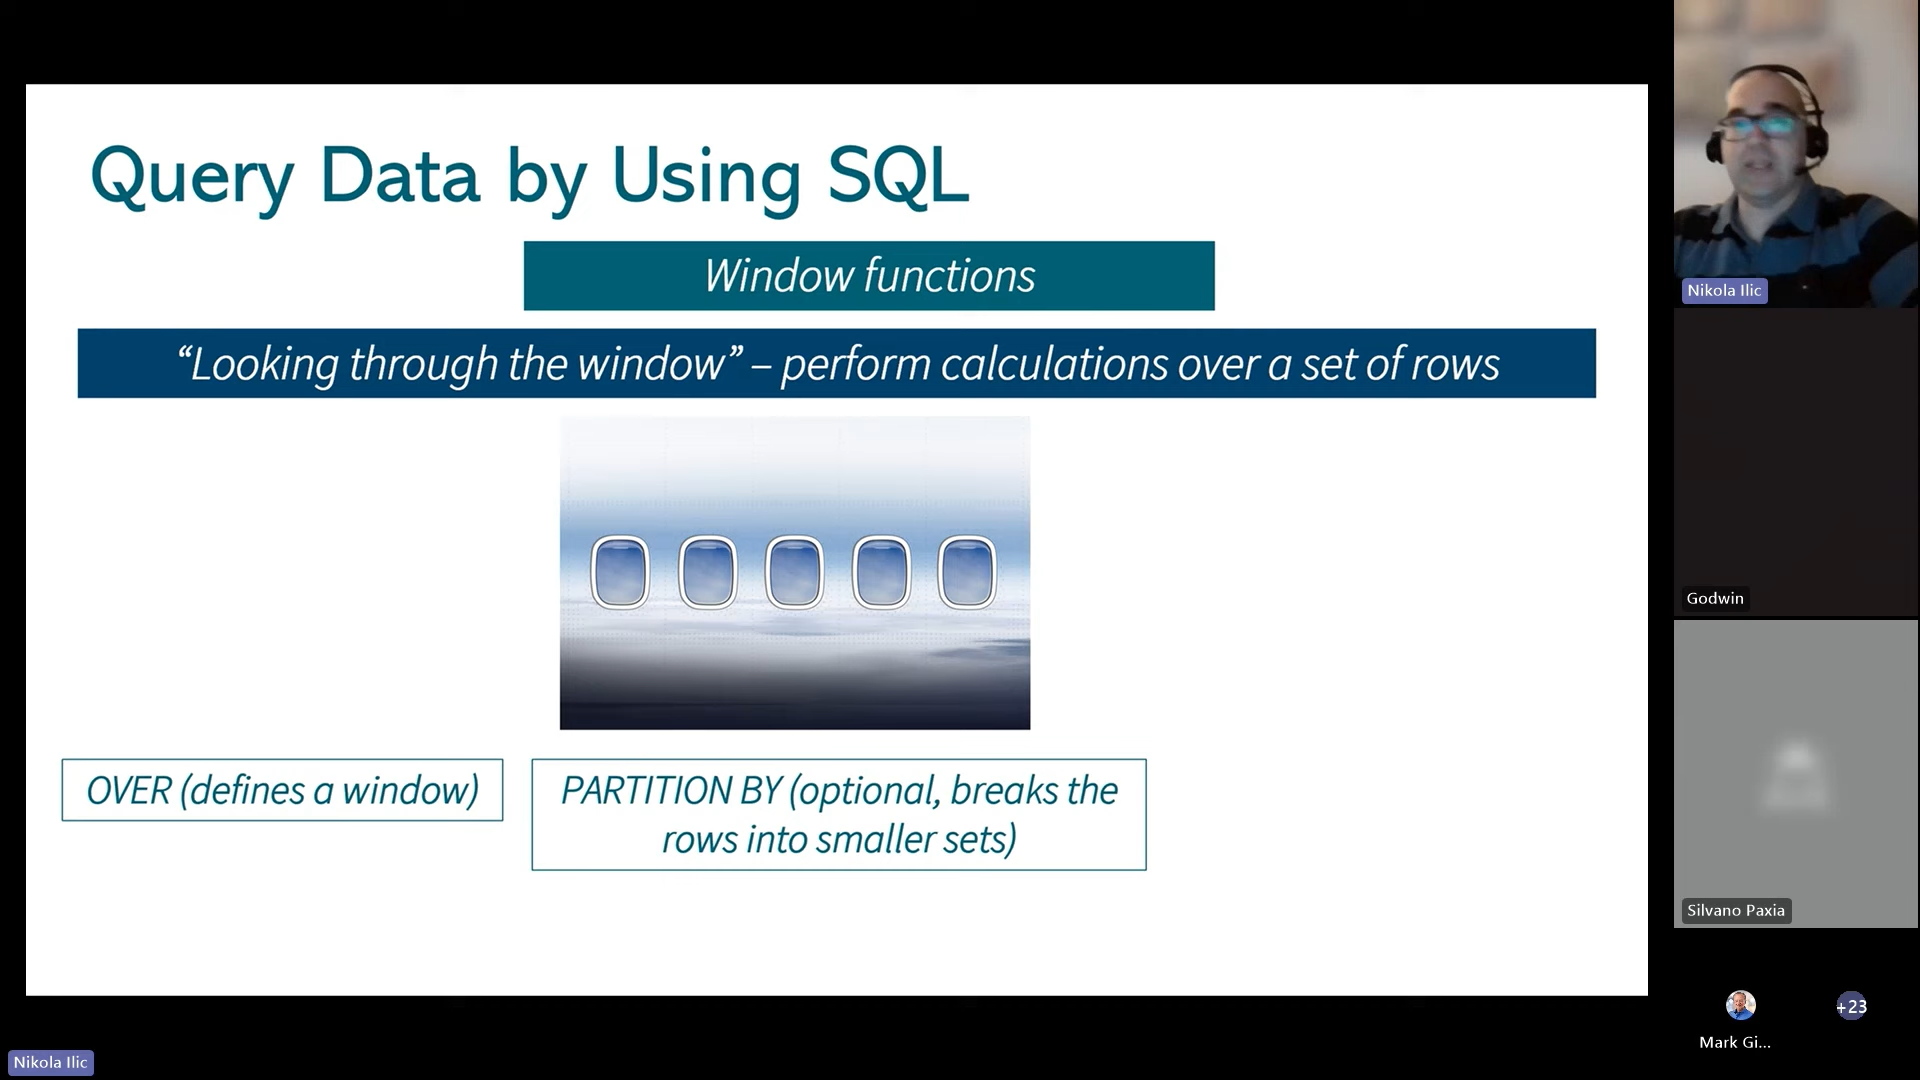 Query Data by Using SQL
Window functions
“Looking through the window” – perform calculations over a set of rows
OVER (defines a window)
PARTITION BY (optional, breaks the
rows into smaller sets)
Nikola Ilic
Godwin
Silvano Paxia
+23
Mark Gi...
Nikola Ilic